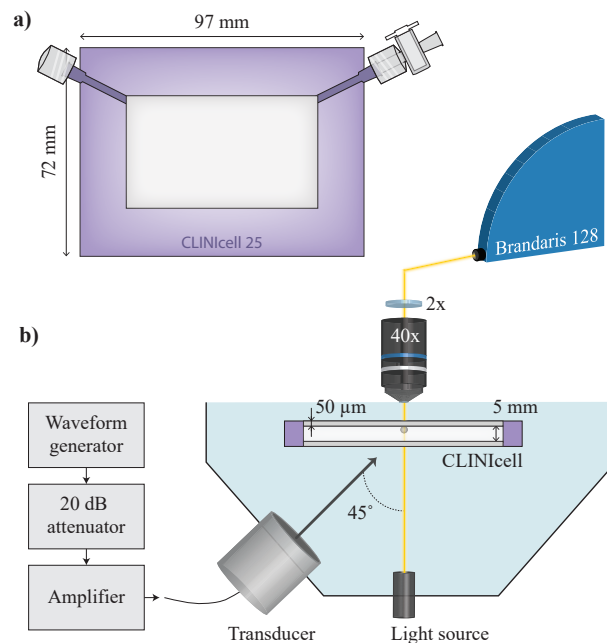 a)
97 mm
72 mm
CLINIcell 25
Brandaris 128
2x
40x
b)
50 µm
5 mm
CLINIcell
Waveform
generator
20 dB
attenuator
Amplifier
45°
Transducer
Light source